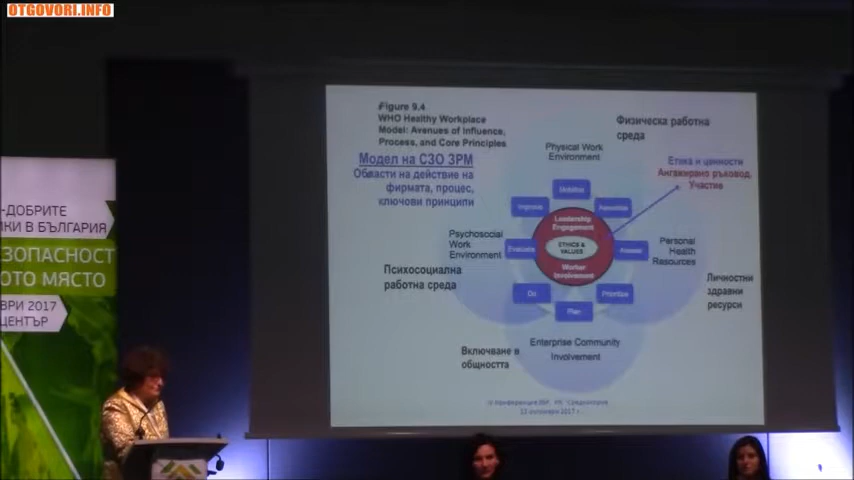 OTGOVORI.INFO
-ДОБРИТЕ
ИКИ В БЪЛГАРИЯ
ЗОПАСНОСТ
ОТО МЯСТО
ВРИ 2017
ЦЕНТЪР
Figure 9.4
WHO Healthy Workplace
Model: Avenues of Influence,
Process, and Core Principles
Модел на СЗО ЗРМ
Области на действие на
фирмата, процес,
ключови принципи
Физическа работна
среда
Physical Work
Environment
Етика и ценности
Ангажирано ръковод.
Участие
Mobilize
Improve
Assemble
Leadership
Engagement
ETHICS &
VALUES
Worker
Involvement
Evaluate
Assess
Do
Prioritize
Plan
Psychosocial
Work
Environment
Психосоциална
работна среда
Personal
Health
Resources
Личностни
здравни
ресурси
Enterprise Community
Involvement
Включване в
общността
2017 г.